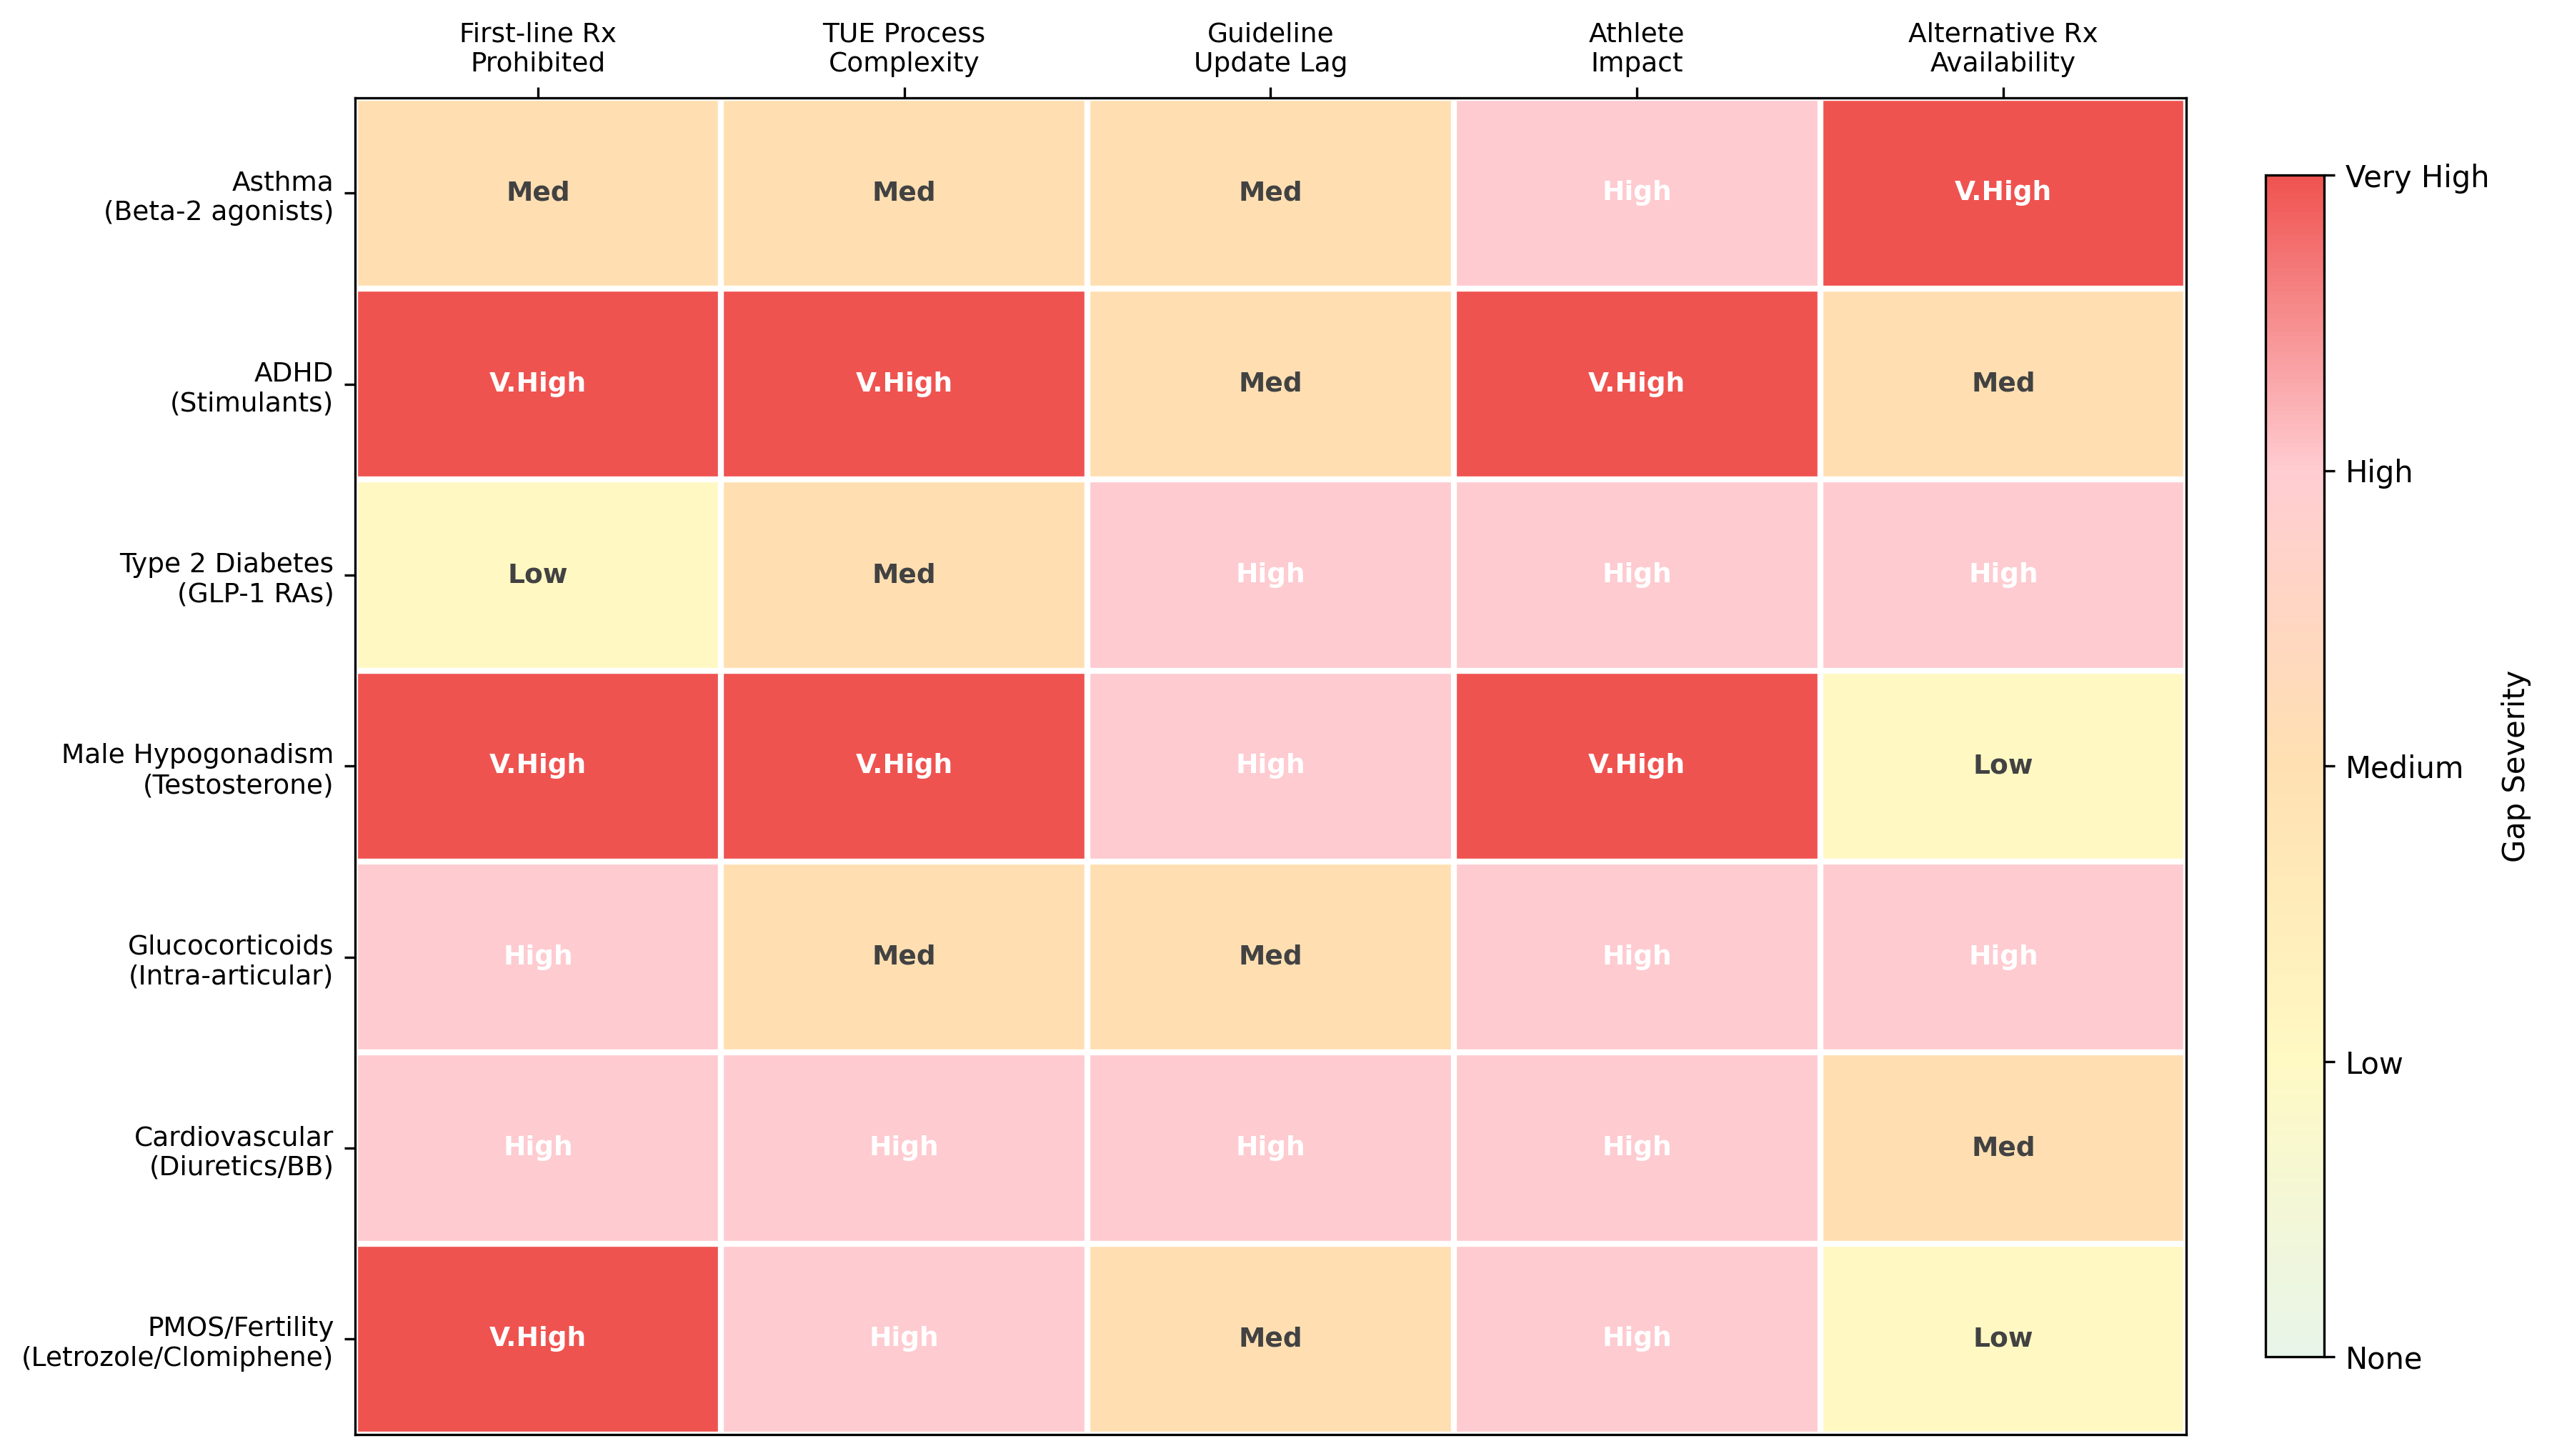 First-line Rx
Prohibited
TUE Process
Complexity
Guideline
Update Lag
Athlete
Impact
Alternative Rx
Availability
Asthma
(Beta-2 agonists)
Med
Med
Med
High
V.High
ADHD
(Stimulants)
V.High
V.High
Med
V.High
Med
Type 2 Diabetes
(GLP-1 RAs)
Low
Med
High
High
High
Male Hypogonadism
(Testosterone)
V.High
V.High
High
V.High
Low
Glucocorticoids
(Intra-articular)
High
Med
Med
High
High
Cardiovascular
(Diuretics/BB)
High
High
High
High
Med
PMOS/Fertility
(Letrozole/Clomiphene)
V.High
High
Med
High
Low
Very High
High
Medium
Low
None
Gap Severity